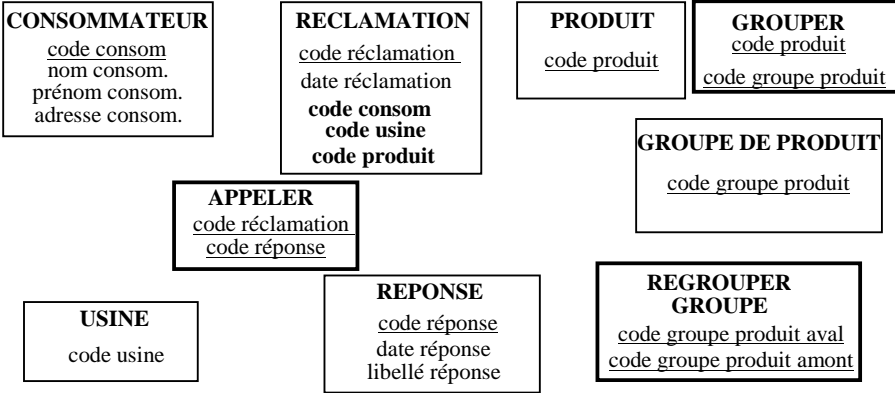 CONSOMMATEUR
code consom
nom consom.
prénom consom.
adresse consom.
RECLAMATION
code réclamation
date réclamation
code consom
code usine
code produit
PRODUIT
code produit
GROUPER
code produit
code groupe produit
GROUPE DE PRODUIT
code groupe produit
APPELER
code réclamation
code réponse
USINE
code usine
REPONSE
code réponse
date réponse
libellé réponse
REGROUPER
GROUPE
code groupe produit aval
code groupe produit amont